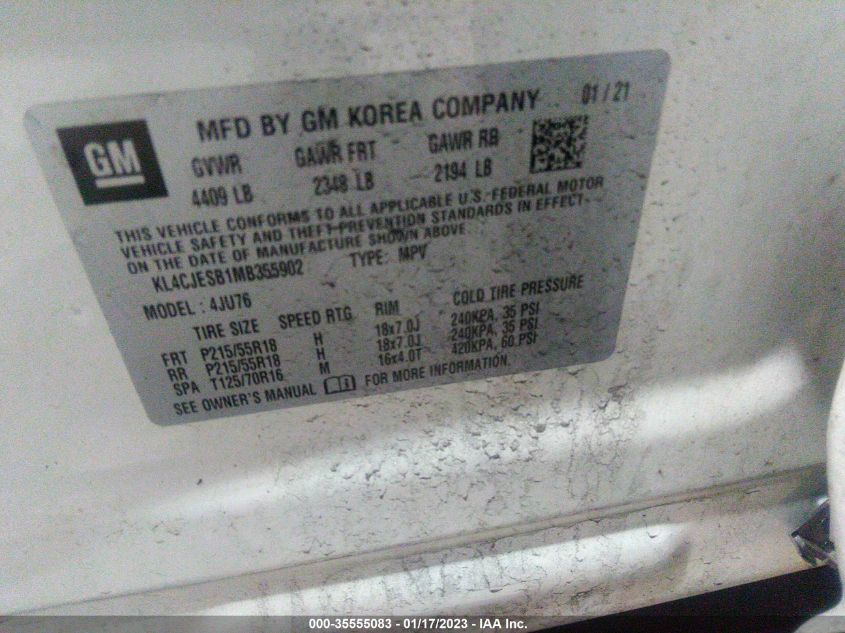 GM
MFD BY GM KOREA COMPANY 01 / 21
GVWR GAWR FRT GAWR RR
4409 LB 2348 LB 2194 LB
THIS VEHICLE CONFORMS TO ALL APPLICABLE U.S. FEDERAL MOTOR
VEHICLE SAFETY AND THEFT PREVENTION STANDARDS IN EFFECT
ON THE DATE OF MANUFACTURE SHOWN ABOVE
KL4CJESB1MB355902 TYPE: MPV
MODEL: 4JU76
TIRE SIZE SPEED RTG RIM COLD TIRE PRESSURE
FRT P215/55R18 H 18x7.0J 240KPA, 35 PSI
RR P215/55R18 H 18x7.0J 240KPA, 35 PSI
SPA T125/70R16 M 16x4.0T 420KPA, 60 PSI
SEE OWNER'S MANUAL FOR MORE INFORMATION.
000-35555083 - 01/17/2023 - IAA Inc.